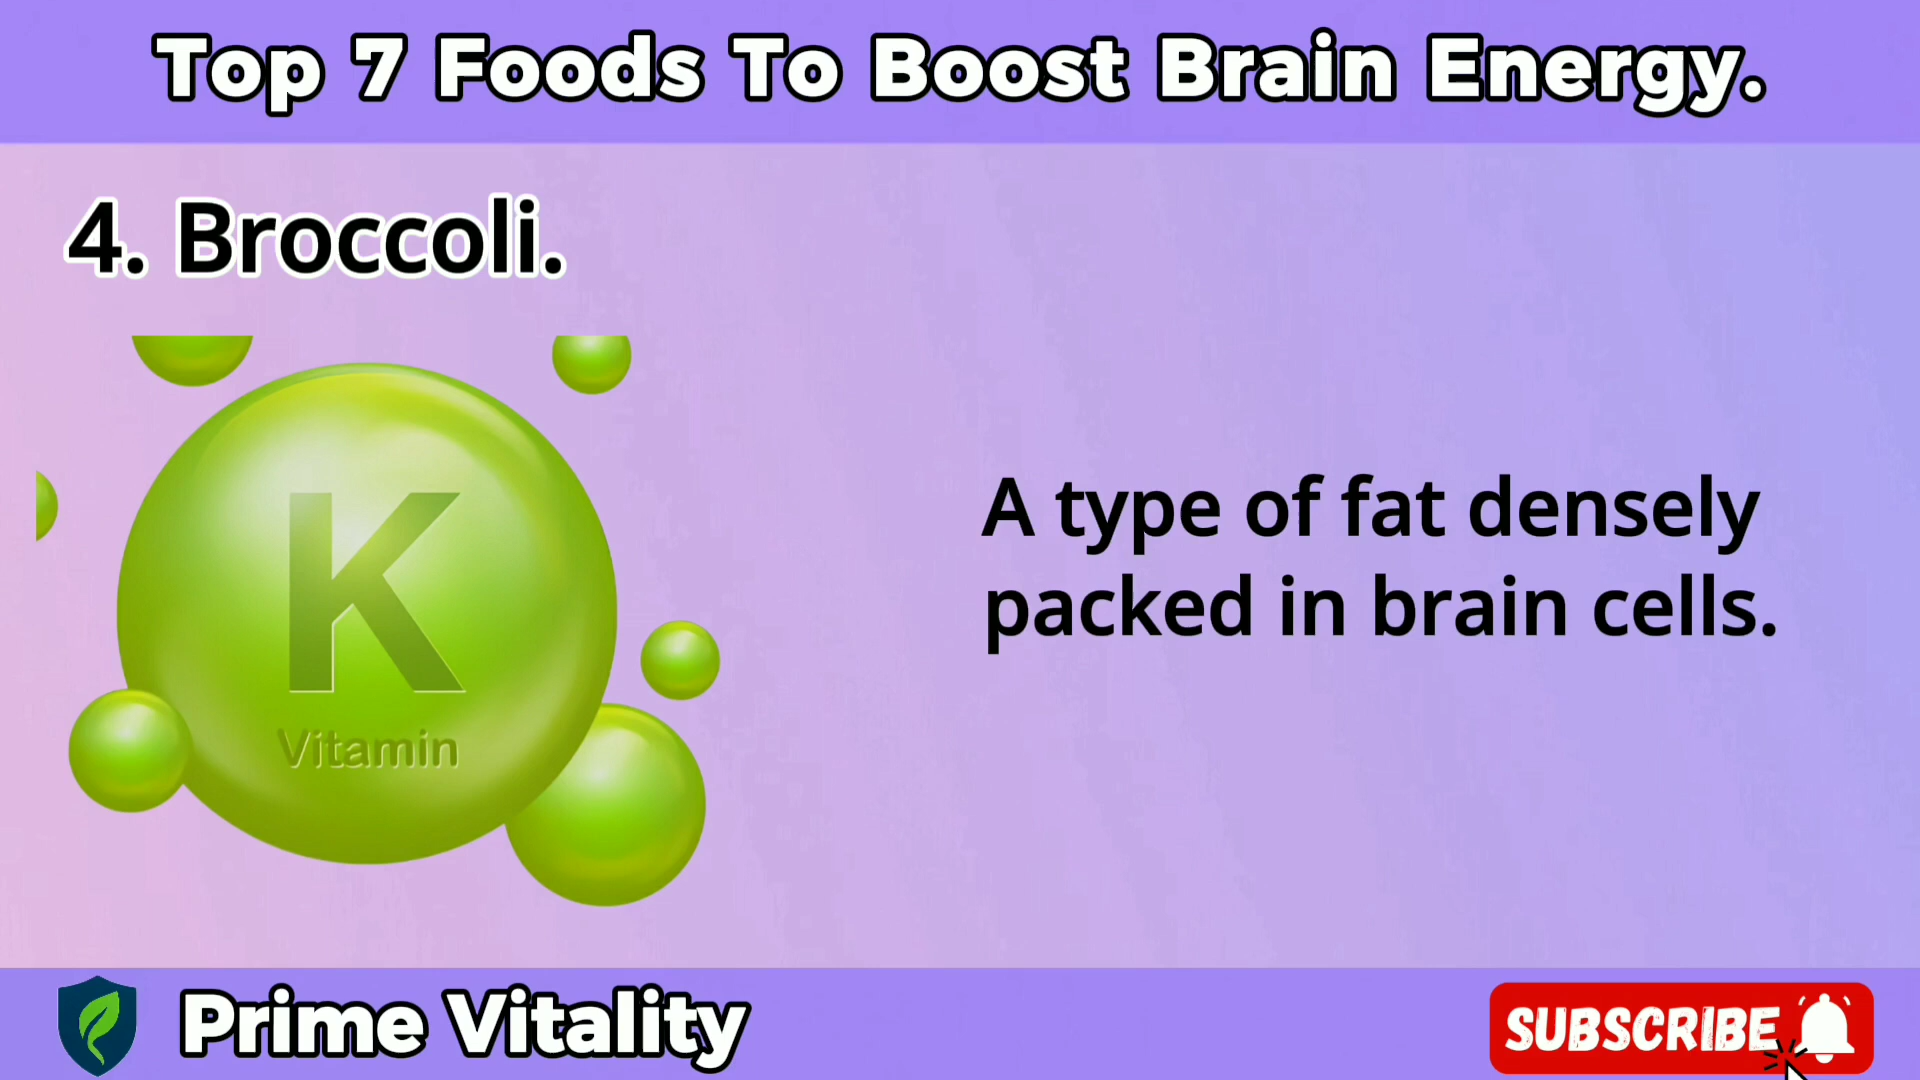 Top 7 Foods To Boost Brain Energy.
4. Broccoli.
K
Vitamin
A type of fat densely
packed in brain cells.
Prime Vitality
SUBSCRIBE